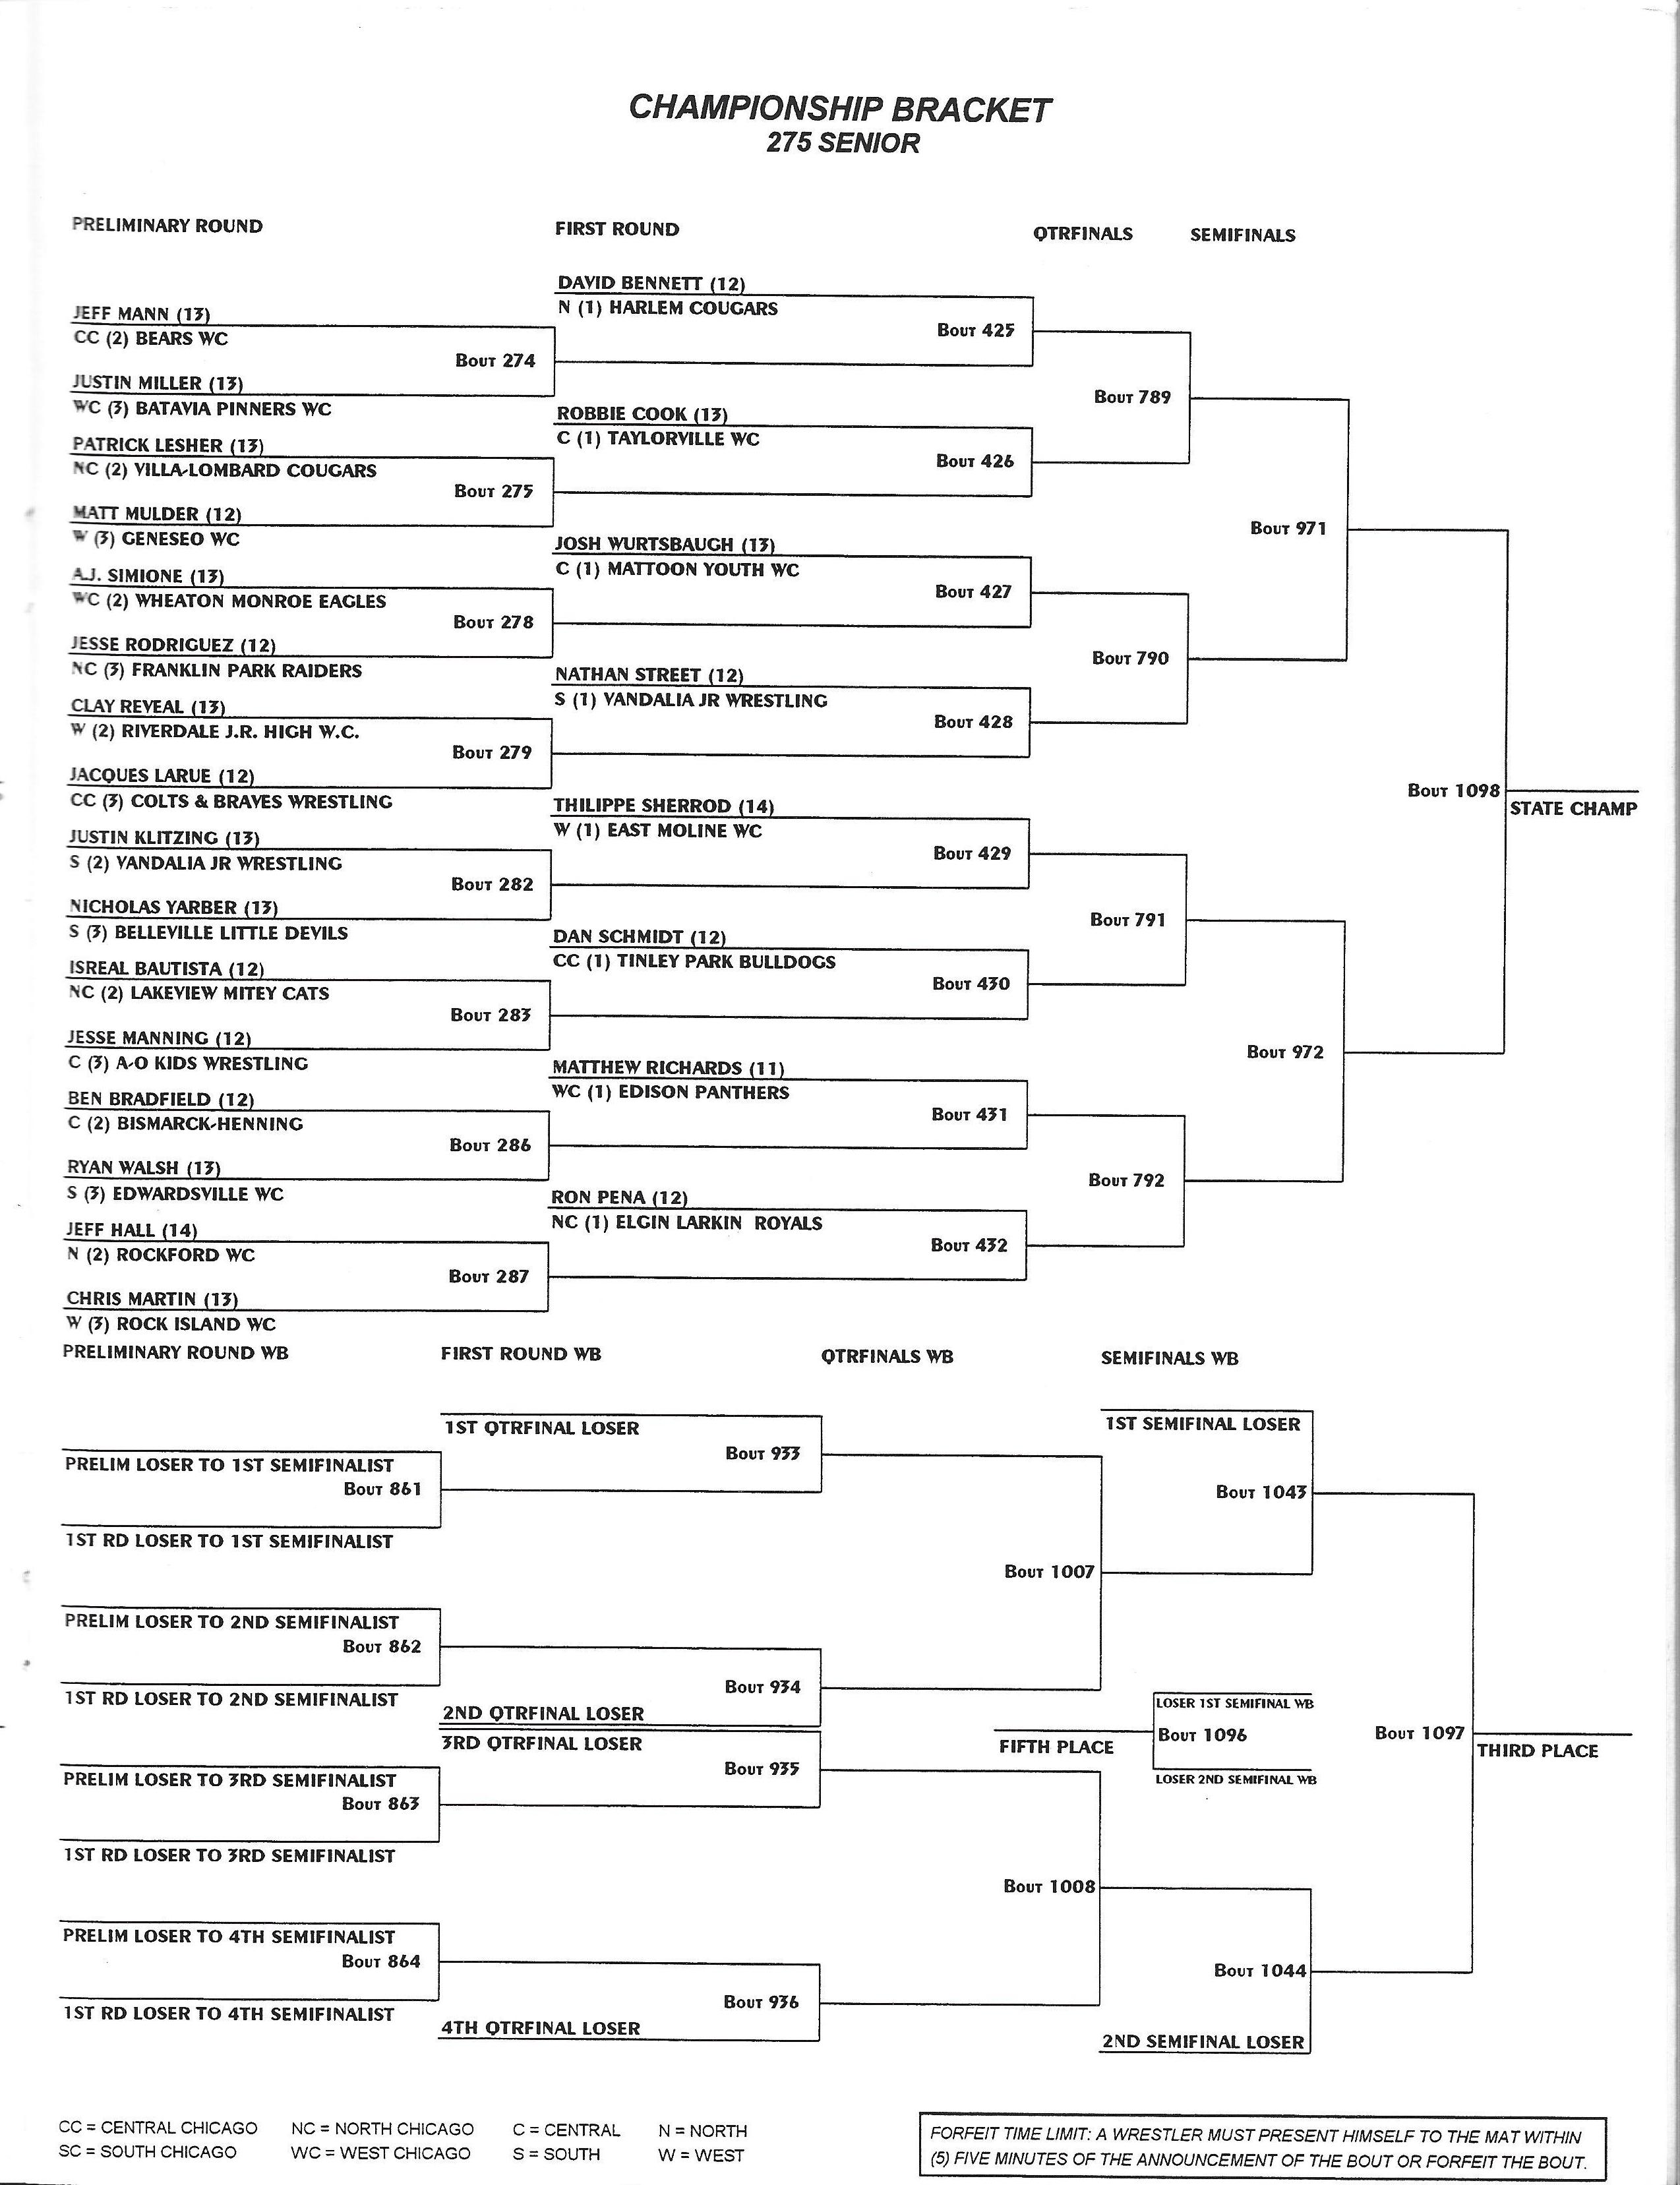 CHAMPIONSHIP BRACKET
275 SENIOR
PRELIMINARY ROUND
FIRST ROUND
QTRFINALS
SEMIFINALS
JEFF MANN (13)
CC (2) BEARS WC
BOUT 274
JUSTIN MILLER (13)
WC (3) BATAVIA PINNERS WC
PATRICK LESHER (13)
NC (2) VILLA-LOMBARD COUGARS
BOUT 275
MATT MULDER (12)
W (3) GENESEO WC
A.J. SIMIONE (13)
WC (2) WHEATON MONROE EAGLES
BOUT 278
JESSE RODRIGUEZ (12)
NC (3) FRANKLIN PARK RAIDERS
CLAY REVEAL (13)
W (2) RIVERDALE J.R. HIGH W.C.
BOUT 279
JACQUES LARUE (12)
CC (3) COLTS & BRAVES WRESTLING
JUSTIN KLITZING (13)
S (2) VANDALIA JR WRESTLING
BOUT 282
NICHOLAS YARBER (13)
S (3) BELLEVILLE LITTLE DEVILS
ISREAL BAUTISTA (12)
NC (2) LAKEVIEW MITEY CATS
BOUT 283
JESSE MANNING (12)
C (3) A-O KIDS WRESTLING
BEN BRADFIELD (12)
C (2) BISMARCK-HENNING
BOUT 286
RYAN WALSH (13)
S (3) EDWARDSVILLE WC
JEFF HALL (14)
N (2) ROCKFORD WC
BOUT 287
CHRIS MARTIN (13)
W (3) ROCK ISLAND WC
DAVID BENNETT (12)
N (1) HARLEM COUGARS
BOUT 425
ROBBIE COOK (13)
C (1) TAYLORVILLE WC
BOUT 426
JOSH WURTSBAUGH (13)
C (1) MATTOON YOUTH WC
BOUT 427
NATHAN STREET (12)
S (1) VANDALIA JR WRESTLING
BOUT 428
THILIPPE SHERROD (14)
W (1) EAST MOLINE WC
BOUT 429
DAN SCHMIDT (12)
CC (1) TINLEY PARK BULLDOGS
BOUT 430
MATTHEW RICHARDS (11)
WC (1) EDISON PANTHERS
BOUT 431
RON PENA (12)
NC (1) ELGIN LARKIN ROYALS
BOUT 432
BOUT 789
BOUT 790
BOUT 791
BOUT 792
BOUT 971
BOUT 972
BOUT 1098
STATE CHAMP
PRELIMINARY ROUND WB
FIRST ROUND WB
QTRFINALS WB
SEMIFINALS WB
PRELIM LOSER TO 1ST SEMIFINALIST
BOUT 861
1ST RD LOSER TO 1ST SEMIFINALIST
PRELIM LOSER TO 2ND SEMIFINALIST
BOUT 862
1ST RD LOSER TO 2ND SEMIFINALIST
PRELIM LOSER TO 3RD SEMIFINALIST
BOUT 863
1ST RD LOSER TO 3RD SEMIFINALIST
PRELIM LOSER TO 4TH SEMIFINALIST
BOUT 864
1ST RD LOSER TO 4TH SEMIFINALIST
1ST QTRFINAL LOSER
BOUT 933
BOUT 934
2ND QTRFINAL LOSER
3RD QTRFINAL LOSER
BOUT 935
BOUT 936
4TH QTRFINAL LOSER
BOUT 1007
BOUT 1008
1ST SEMIFINAL LOSER
BOUT 1043
LOSER 1ST SEMIFINAL WB
BOUT 1096
FIFTH PLACE
LOSER 2ND SEMIFINAL WB
BOUT 1044
2ND SEMIFINAL LOSER
BOUT 1097
THIRD PLACE
CC = CENTRAL CHICAGO NC = NORTH CHICAGO C = CENTRAL N = NORTH
SC = SOUTH CHICAGO WC = WEST CHICAGO S = SOUTH W = WEST
FORFEIT TIME LIMIT: A WRESTLER MUST PRESENT HIMSELF TO THE MAT WITHIN
(5) FIVE MINUTES OF THE ANNOUNCEMENT OF THE BOUT OR FORFEIT THE BOUT.